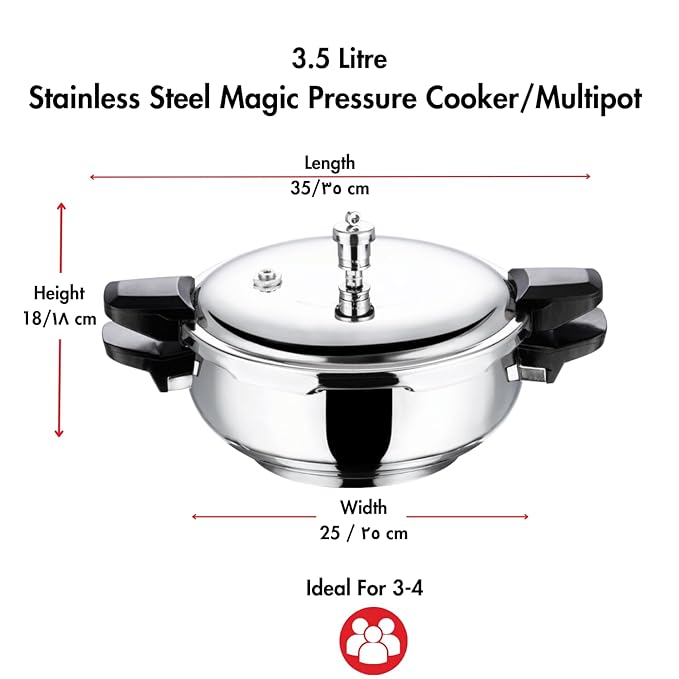 3.5 Litre
Stainless Steel Magic Pressure Cooker/Multipot
Length
35/٣٥ cm
Height
18/١٨ cm
Width
25 / ٢٥ cm
Ideal For 3-4